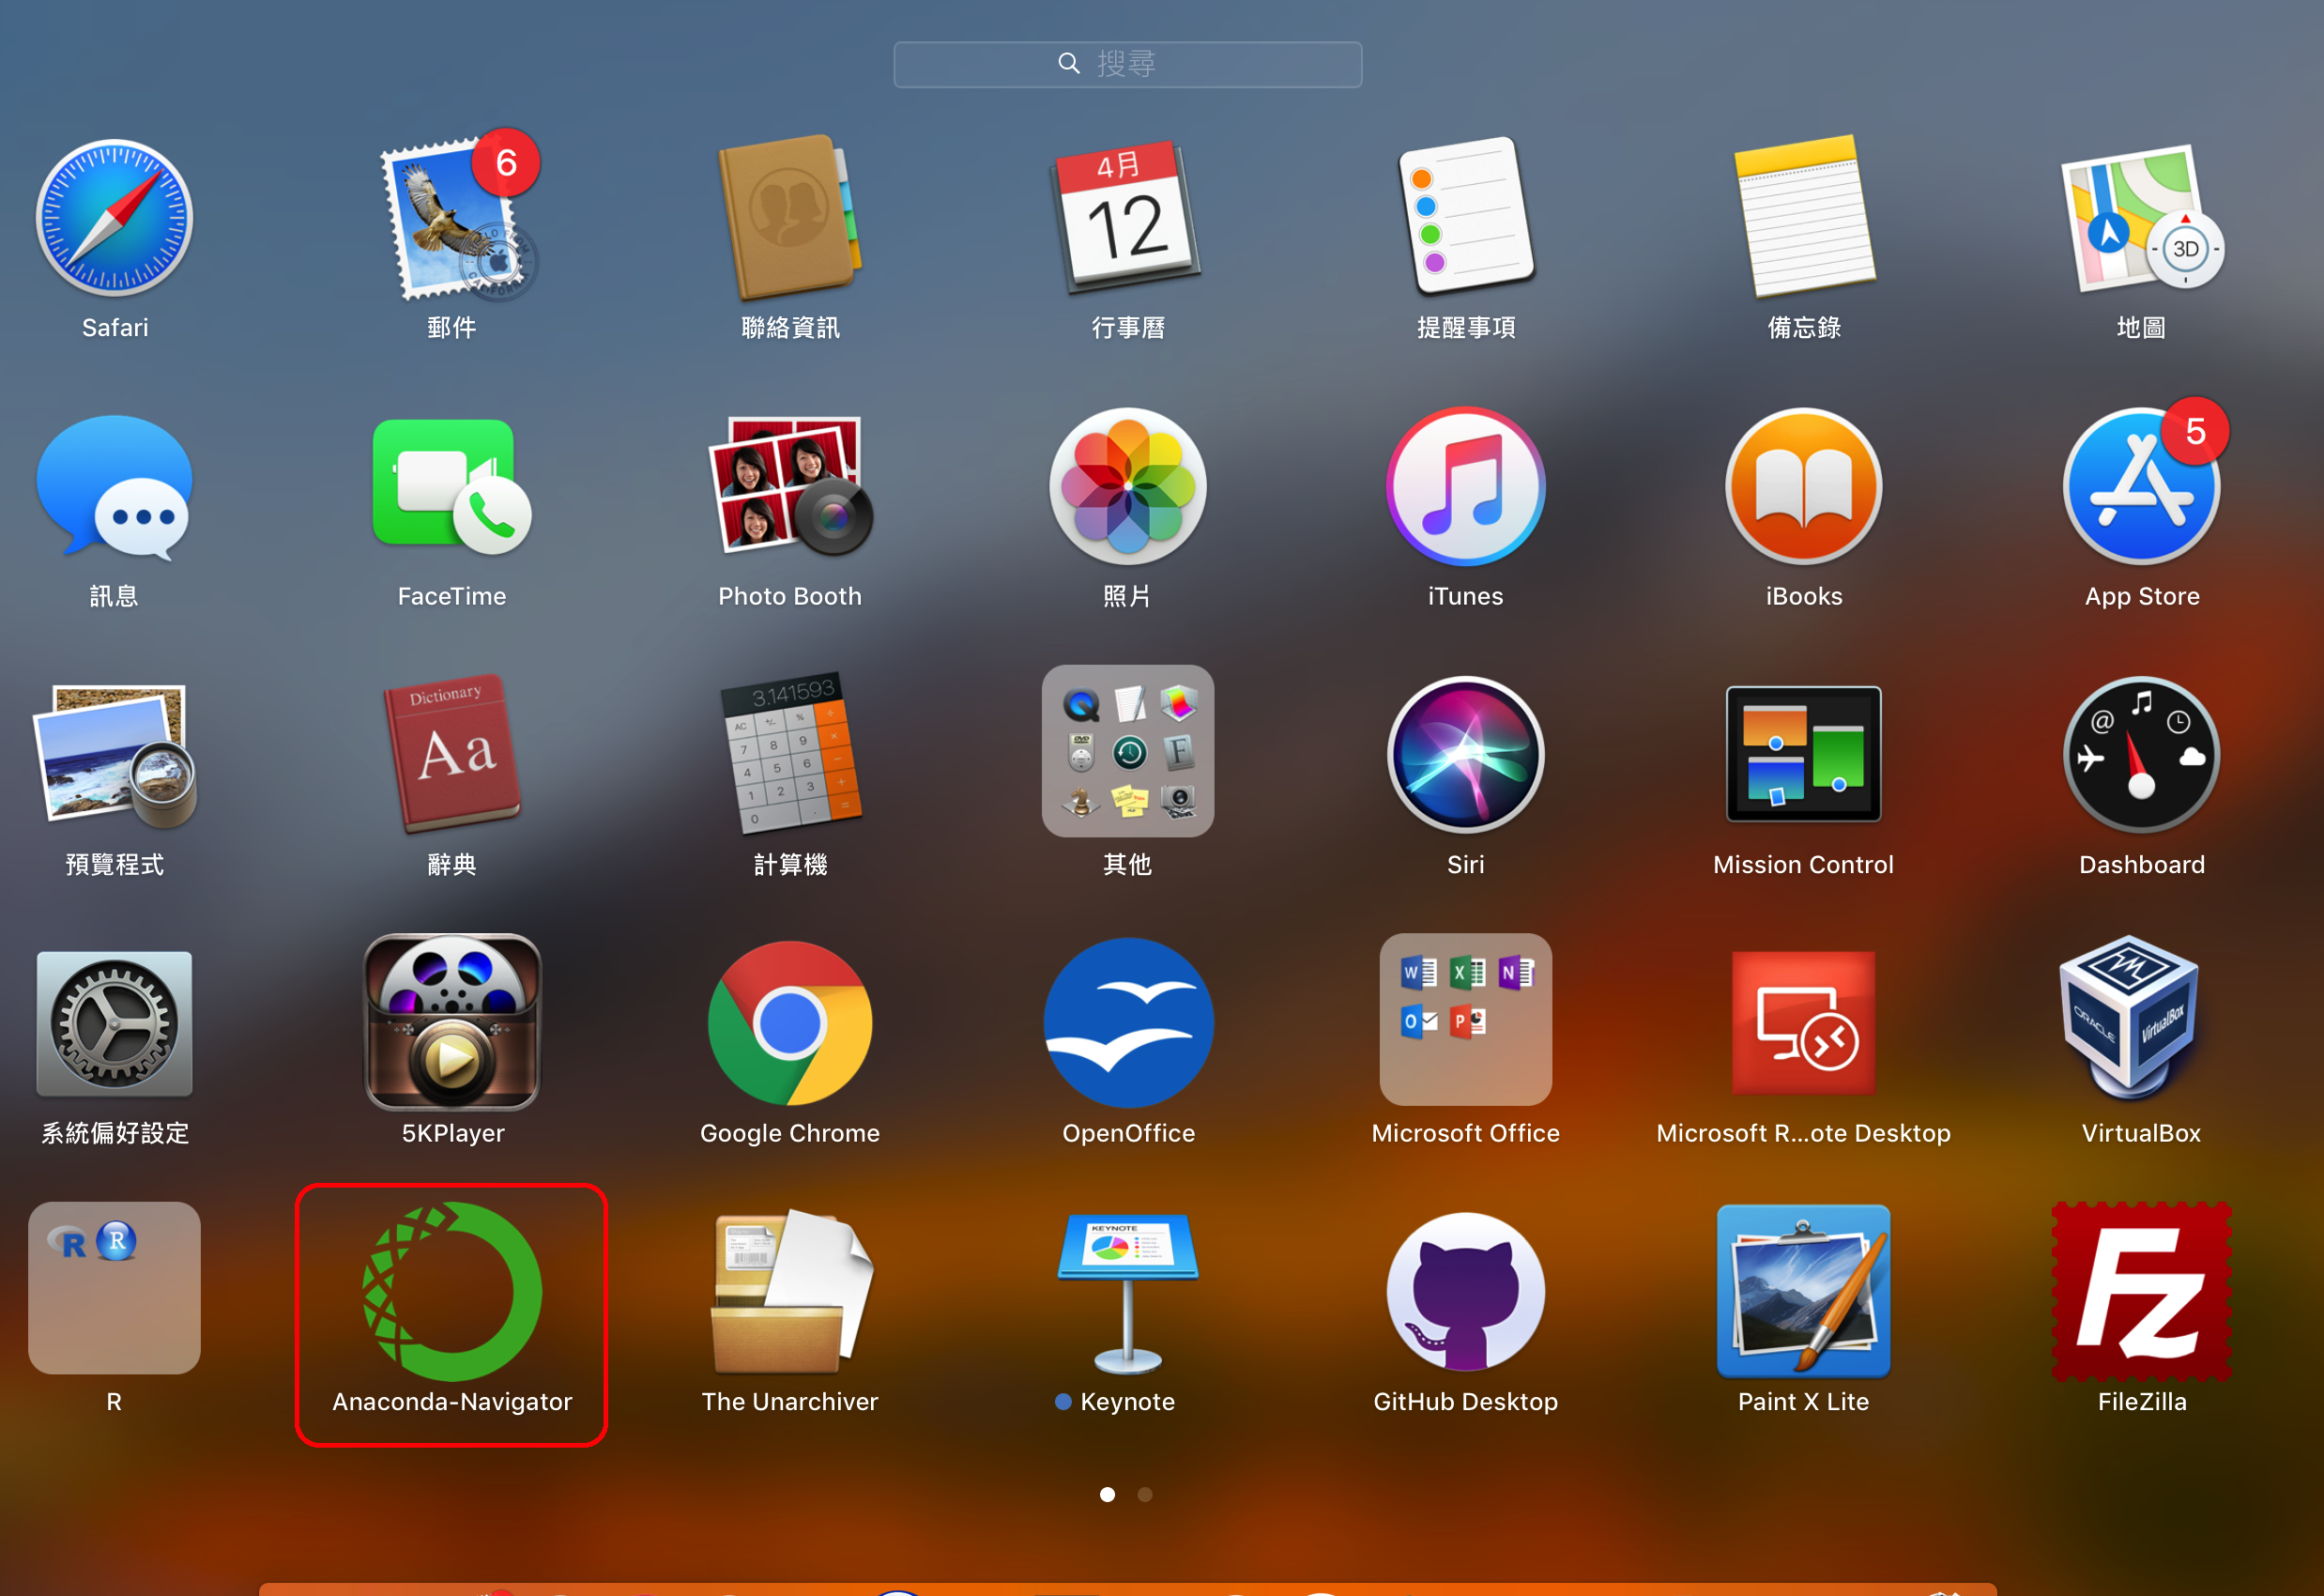 搜尋
6
4月
12
3D
Safari
郵件
聯絡資訊
行事曆
提醒事項
備忘錄
地圖
5
訊息
FaceTime
Photo Booth
照片
iTunes
iBooks
App Store
Dictionary
Aa
3.141593
預覽程式
辭典
計算機
其他
Siri
Mission Control
Dashboard
ORACLE
VirtualBox
系統偏好設定
5KPlayer
Google Chrome
OpenOffice
Microsoft Office
Microsoft R...ote Desktop
VirtualBox
KEYNOTE
R
Anaconda-Navigator
The Unarchiver
Keynote
GitHub Desktop
Paint X Lite
FileZilla